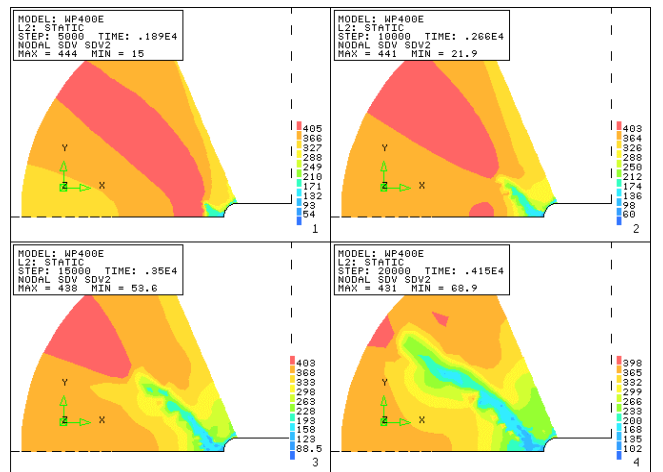 MODEL: WP400E
L2: STATIC
STEP: 5000 TIME: .189E4
NODAL SDV SDV2
MAX = 444 MIN = 15
Y
Z X
405
366
327
288
249
210
171
132
93
54
1
MODEL: WP400E
L2: STATIC
STEP: 10000 TIME: .266E4
NODAL SDV SDV2
MAX = 441 MIN = 21.9
Y
Z X
403
364
326
288
250
212
174
136
98
60
2
MODEL: WP400E
L2: STATIC
STEP: 15000 TIME: .35E4
NODAL SDV SDV2
MAX = 438 MIN = 53.6
Y
Z X
403
368
333
298
263
228
193
158
123
88.5
3
MODEL: WP400E
L2: STATIC
STEP: 20000 TIME: .415E4
NODAL SDV SDV2
MAX = 431 MIN = 68.9
Y
Z X
398
365
332
299
266
233
200
168
135
102
4